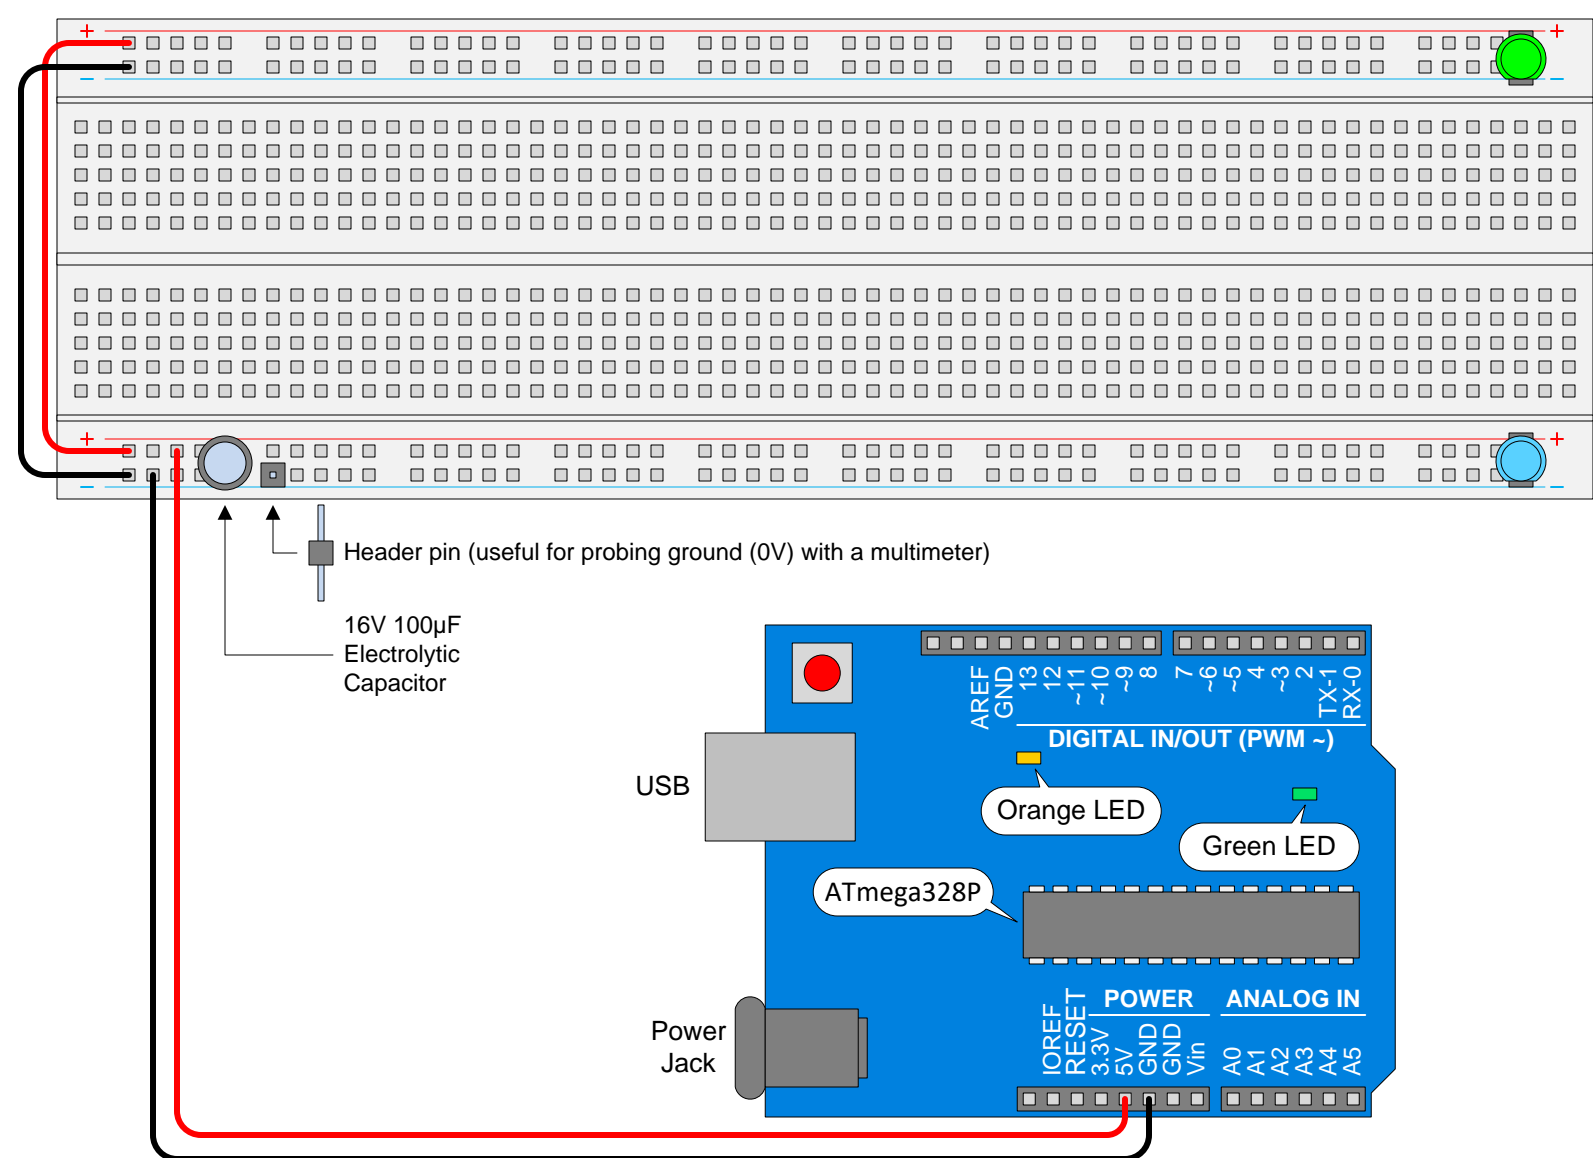 + +
− −
+ +
− −
Header pin (useful for probing ground (0V) with a multimeter)
16V 100µF
Electrolytic
Capacitor
AREF
GND
13
12
~11
~10
~9
8
7
~6
~5
4
~3
2
TX-1
RX-0
DIGITAL IN/OUT (PWM ~)
USB
Orange LED
Green LED
ATmega328P
POWER
ANALOG IN
Power
Jack
IOREF
RESET
3.3V
5V
GND
GND
Vin
A0
A1
A2
A3
A4
A5